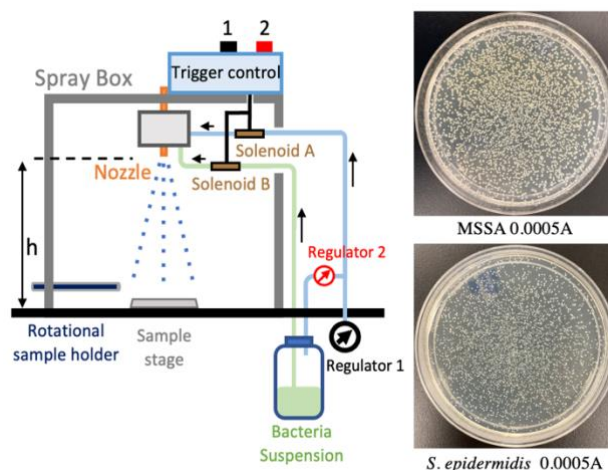 1
2
Trigger control
Spray Box
Solenoid A
Nozzle
Solenoid B
h
Regulator 2
Rotational
sample holder
Sample
stage
Regulator 1
Bacteria
Suspension
MSSA 0.0005A
S. epidermidis 0.0005A